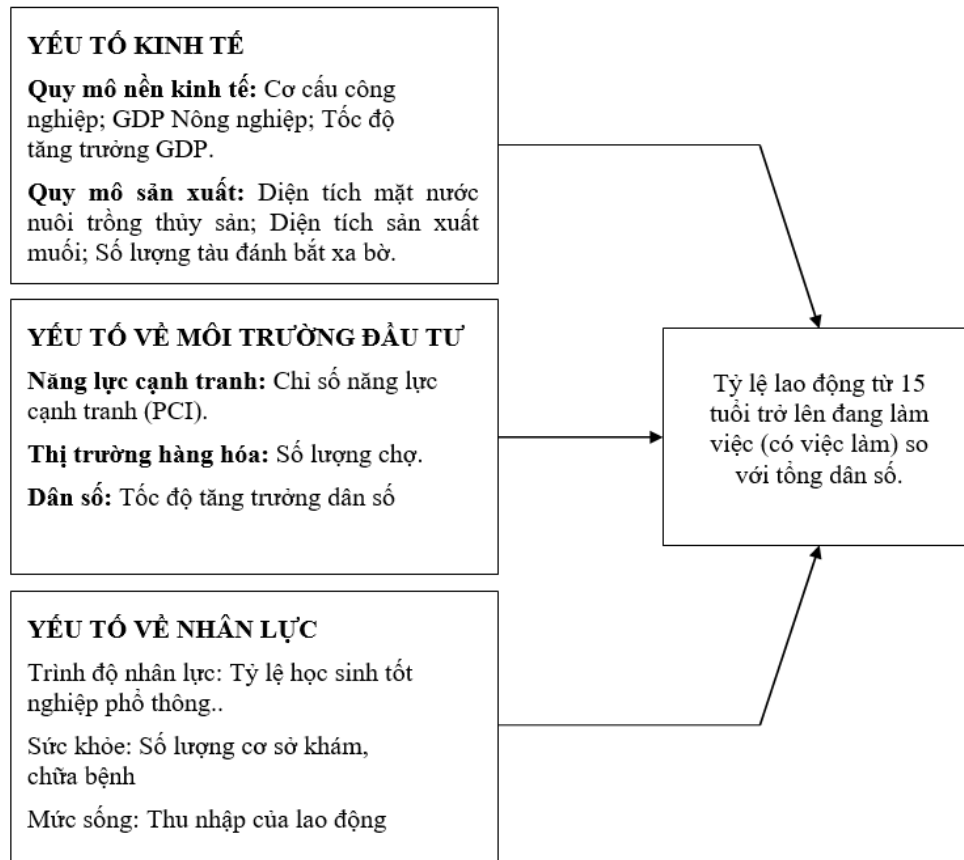 YẾU TỐ KINH TẾ
Quy mô nền kinh tế: Cơ cấu công
nghiệp; GDP Nông nghiệp; Tốc độ
tăng trưởng GDP.
Quy mô sản xuất: Diện tích mặt nước
nuôi trồng thủy sản; Diện tích sản xuất
muối; Số lượng tàu đánh bắt xa bờ.
YẾU TỐ VỀ MÔI TRƯỜNG ĐẦU TƯ
Năng lực cạnh tranh: Chỉ số năng lực
cạnh tranh (PCI).
Thị trường hàng hóa: Số lượng chợ.
Dân số: Tốc độ tăng trưởng dân số
YẾU TỐ VỀ NHÂN LỰC
Trình độ nhân lực: Tỷ lệ học sinh tốt
nghiệp phổ thông..
Sức khỏe: Số lượng cơ sở khám,
chữa bệnh
Mức sống: Thu nhập của lao động
Tỷ lệ lao động từ 15
tuổi trở lên đang làm
việc (có việc làm) so
với tổng dân số.